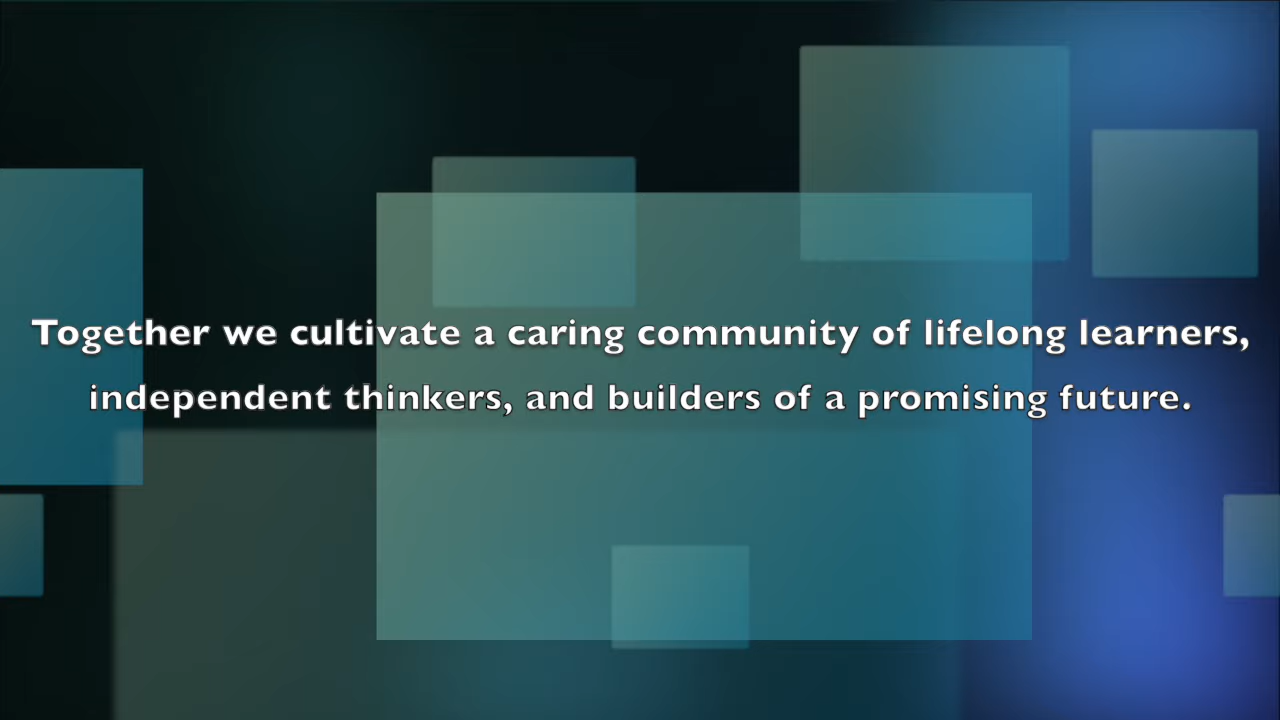 Together we cultivate a caring community of lifelong learners,
independent thinkers, and builders of a promising future.